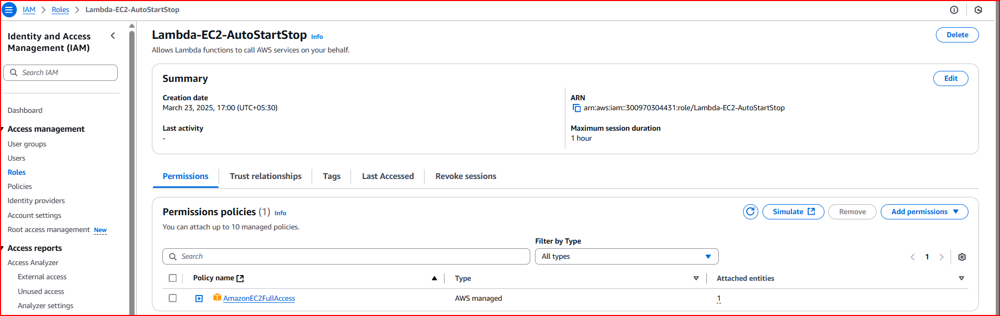 IAM > Roles > Lambda-EC2-AutoStartStop
Identity and Access Management (IAM)
Search IAM
Dashboard
Access management
User groups
Users
Roles
Policies
Identity providers
Account settings
Root access management New
Access reports
Access Analyzer
External access
Unused access
Analyzer settings
Lambda-EC2-AutoStartStop Info
Delete
Allows Lambda functions to call AWS services on your behalf.
Summary
Edit
Creation date
March 23, 2025, 17:00 (UTC+05:30)
Last activity
-
ARN
arn:aws:iam::300970304431:role/Lambda-EC2-AutoStartStop
Maximum session duration
1 hour
Permissions Trust relationships Tags Last Accessed Revoke sessions
Permissions policies (1) Info
Simulate Remove Add permissions
You can attach up to 10 managed policies.
Filter by Type
Search
All types
1
Policy name Type Attached entities
AmazonEC2FullAccess AWS managed 1